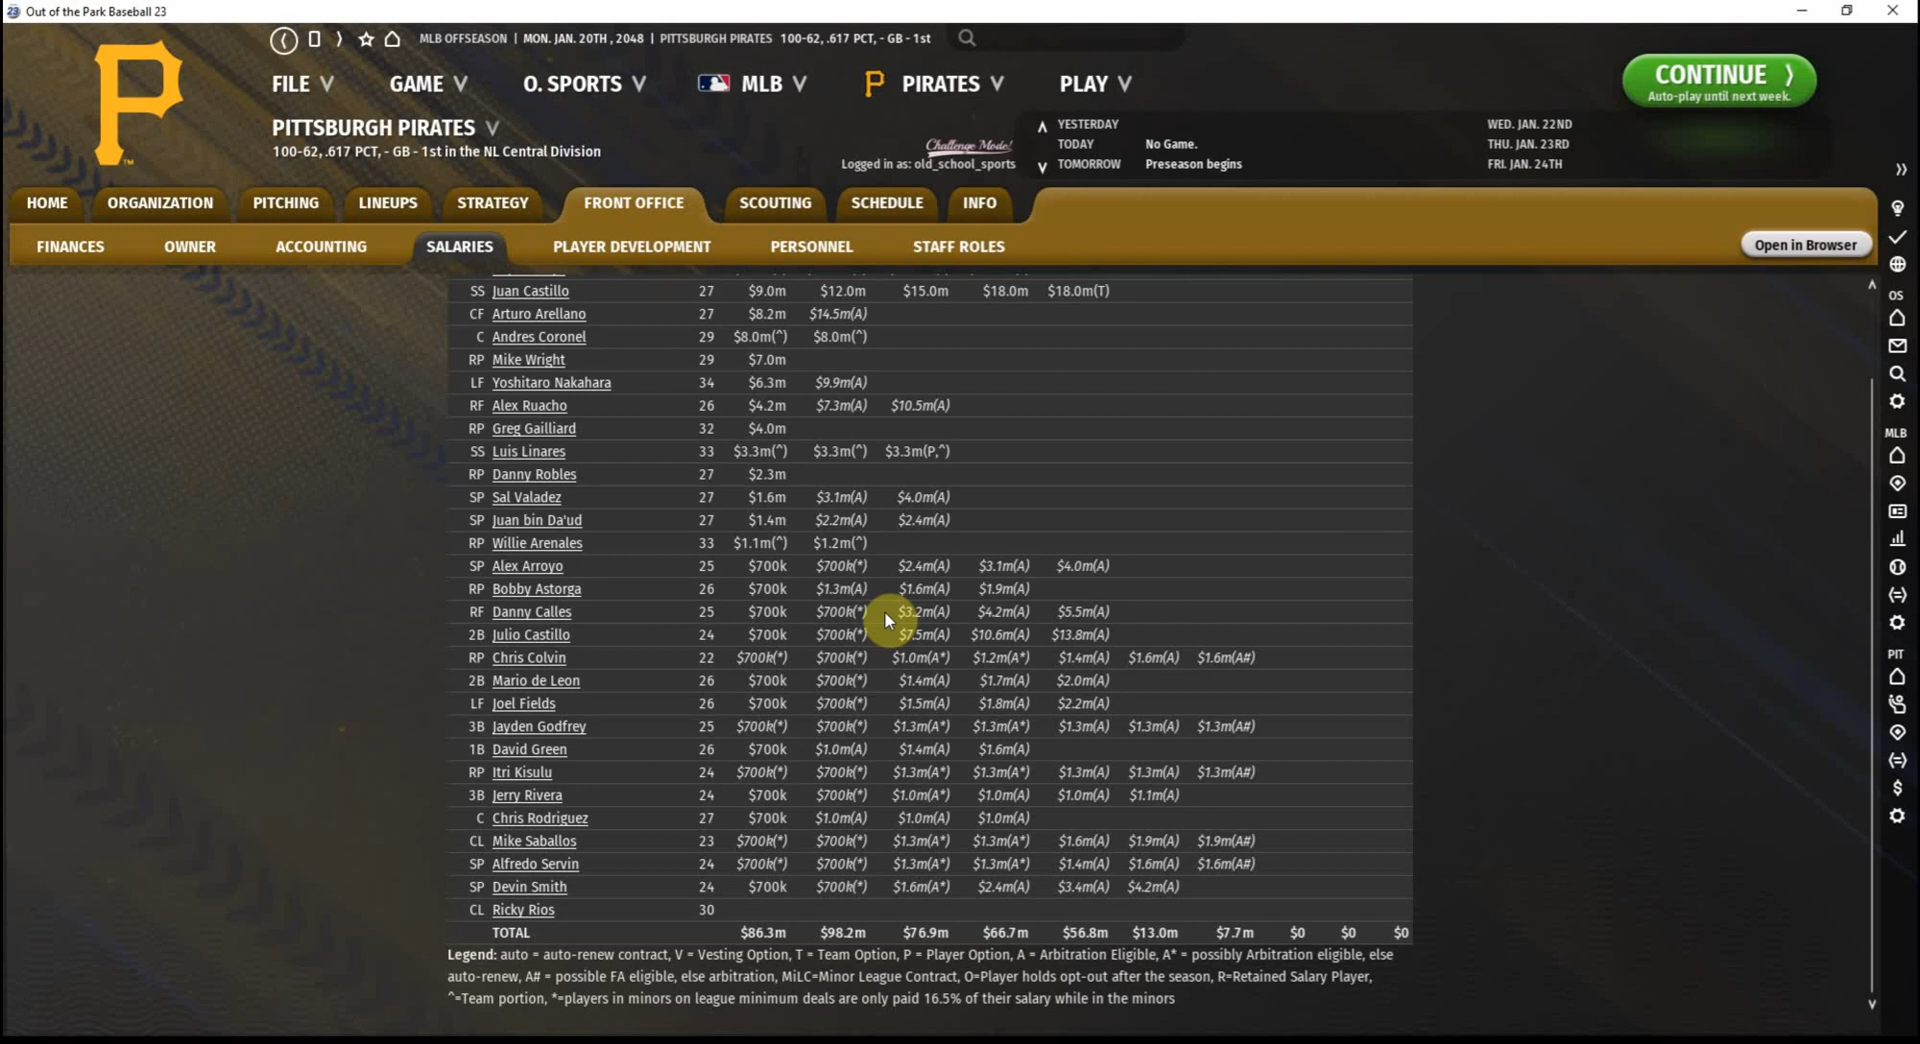 Out of the Park Baseball 23
MLB OFFSEASON | MON. JAN. 20TH , 2048 | PITTSBURGH PIRATES 100-62, .617 PCT, - GB - 1st
FILE GAME O. SPORTS MLB PIRATES PLAY
CONTINUE
Auto-play until next week.
PITTSBURGH PIRATES
100-62, .617 PCT, - GB - 1st in the NL Central Division
Challenge Mode!
Logged in as: old_school_sports
YESTERDAY
TODAY No Game.
TOMORROW Preseason begins
WED. JAN. 22ND
THU. JAN. 23RD
FRI. JAN. 24TH
HOME ORGANIZATION PITCHING LINEUPS STRATEGY FRONT OFFICE SCOUTING SCHEDULE INFO
FINANCES OWNER ACCOUNTING SALARIES PLAYER DEVELOPMENT PERSONNEL STAFF ROLES
Open in Browser
SS Juan Castillo 27 $9.0m $12.0m $15.0m $18.0m $18.0m(T)
CF Arturo Arellano 27 $8.2m $14.5m(A)
C Andres Coronel 29 $8.0m(^) $8.0m(^)
RP Mike Wright 29 $7.0m
LF Yoshitaro Nakahara 34 $6.3m $9.9m(A)
RF Alex Ruacho 26 $4.2m $7.3m(A) $10.5m(A)
RP Greg Gailliard 32 $4.0m
SS Luis Linares 33 $3.3m(^) $3.3m(^) $3.3m(P,^)
RP Danny Robles 27 $2.3m
SP Sal Valadez 27 $1.6m $3.1m(A) $4.0m(A)
SP Juan bin Da'ud 27 $1.4m $2.2m(A) $2.4m(A)
RP Willie Arenales 33 $1.1m(^) $1.2m(^)
SP Alex Arroyo 25 $700k $700k(*) $2.4m(A) $3.1m(A) $4.0m(A)
RP Bobby Astorga 26 $700k $1.3m(A) $1.6m(A) $1.9m(A)
RF Danny Calles 25 $700k $700k(*) $3.2m(A) $4.2m(A) $5.5m(A)
2B Julio Castillo 24 $700k $700k(*) $7.5m(A) $10.6m(A) $13.8m(A)
RP Chris Colvin 22 $700k(*) $700k(*) $1.0m(A*) $1.2m(A*) $1.4m(A) $1.6m(A) $1.6m(A#)
2B Mario de Leon 26 $700k $700k(*) $1.4m(A) $1.7m(A) $2.0m(A)
LF Joel Fields 26 $700k $700k(*) $1.5m(A) $1.8m(A) $2.2m(A)
3B Jayden Godfrey 25 $700k(*) $700k(*) $1.3m(A*) $1.3m(A*) $1.3m(A) $1.3m(A) $1.3m(A#)
1B David Green 26 $700k $1.0m(A) $1.4m(A) $1.6m(A)
RP Itri Kisulu 24 $700k(*) $700k(*) $1.3m(A*) $1.3m(A*) $1.3m(A) $1.3m(A) $1.3m(A#)
3B Jerry Rivera 24 $700k $700k(*) $1.0m(A*) $1.0m(A) $1.0m(A) $1.1m(A)
C Chris Rodriguez 27 $700k $1.0m(A) $1.0m(A) $1.0m(A)
CL Mike Saballos 23 $700k(*) $700k(*) $1.3m(A*) $1.3m(A*) $1.6m(A) $1.9m(A) $1.9m(A#)
SP Alfredo Servin 24 $700k(*) $700k(*) $1.3m(A*) $1.3m(A*) $1.4m(A) $1.6m(A) $1.6m(A#)
SP Devin Smith 24 $700k $700k(*) $1.6m(A*) $2.4m(A) $3.4m(A) $4.2m(A)
CL Ricky Rios 30
TOTAL $86.3m $98.2m $76.9m $66.7m $56.8m $13.0m $7.7m $0 $0 $0
Legend: auto = auto-renew contract, V = Vesting Option, T = Team Option, P = Player Option, A = Arbitration Eligible, A* = possibly Arbitration eligible, else
auto-renew, A# = possible FA eligible, else arbitration, MiLC=Minor League Contract, O=Player holds opt-out after the season, R=Retained Salary Player,
^=Team portion, *=players in minors on league minimum deals are only paid 16.5% of their salary while in the minors
OS
MLB
PIT